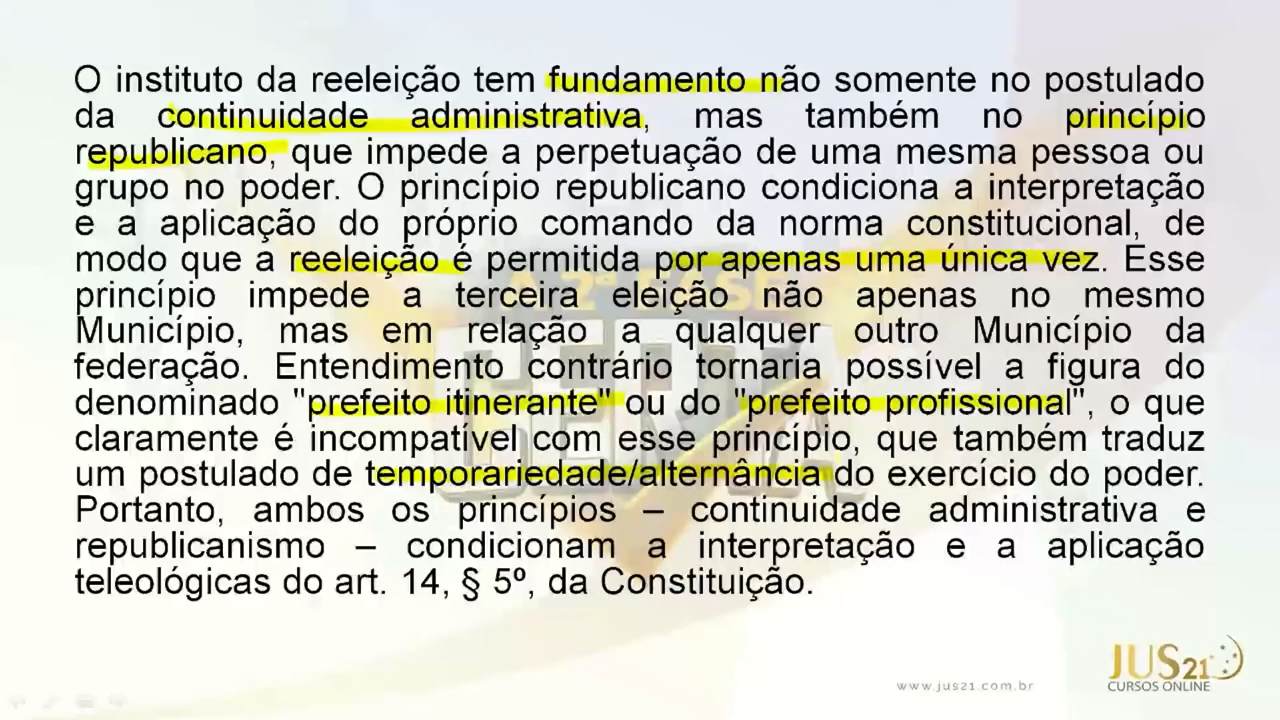 O instituto da reeleição tem fundamento não somente no postulado
da continuidade administrativa, mas também no princípio
republicano, que impede a perpetuação de uma mesma pessoa ou
grupo no poder. O princípio republicano condiciona a interpretação
e a aplicação do próprio comando da norma constitucional, de
modo que a reeleição é permitida por apenas uma única vez. Esse
princípio impede a terceira eleição não apenas no mesmo
Município, mas em relação a qualquer outro Município da
federação. Entendimento contrário tornaria possível a figura do
denominado "prefeito itinerante" ou do "prefeito profissional", o que
claramente é incompatível com esse princípio, que também traduz
um postulado de temporariedade/alternância do exercício do poder.
Portanto, ambos os princípios – continuidade administrativa e
republicanismo – condicionam a interpretação e a aplicação
teleológicas do art. 14, § 5º, da Constituição.
www.jus21.com.br
JUS21
CURSOS ONLINE